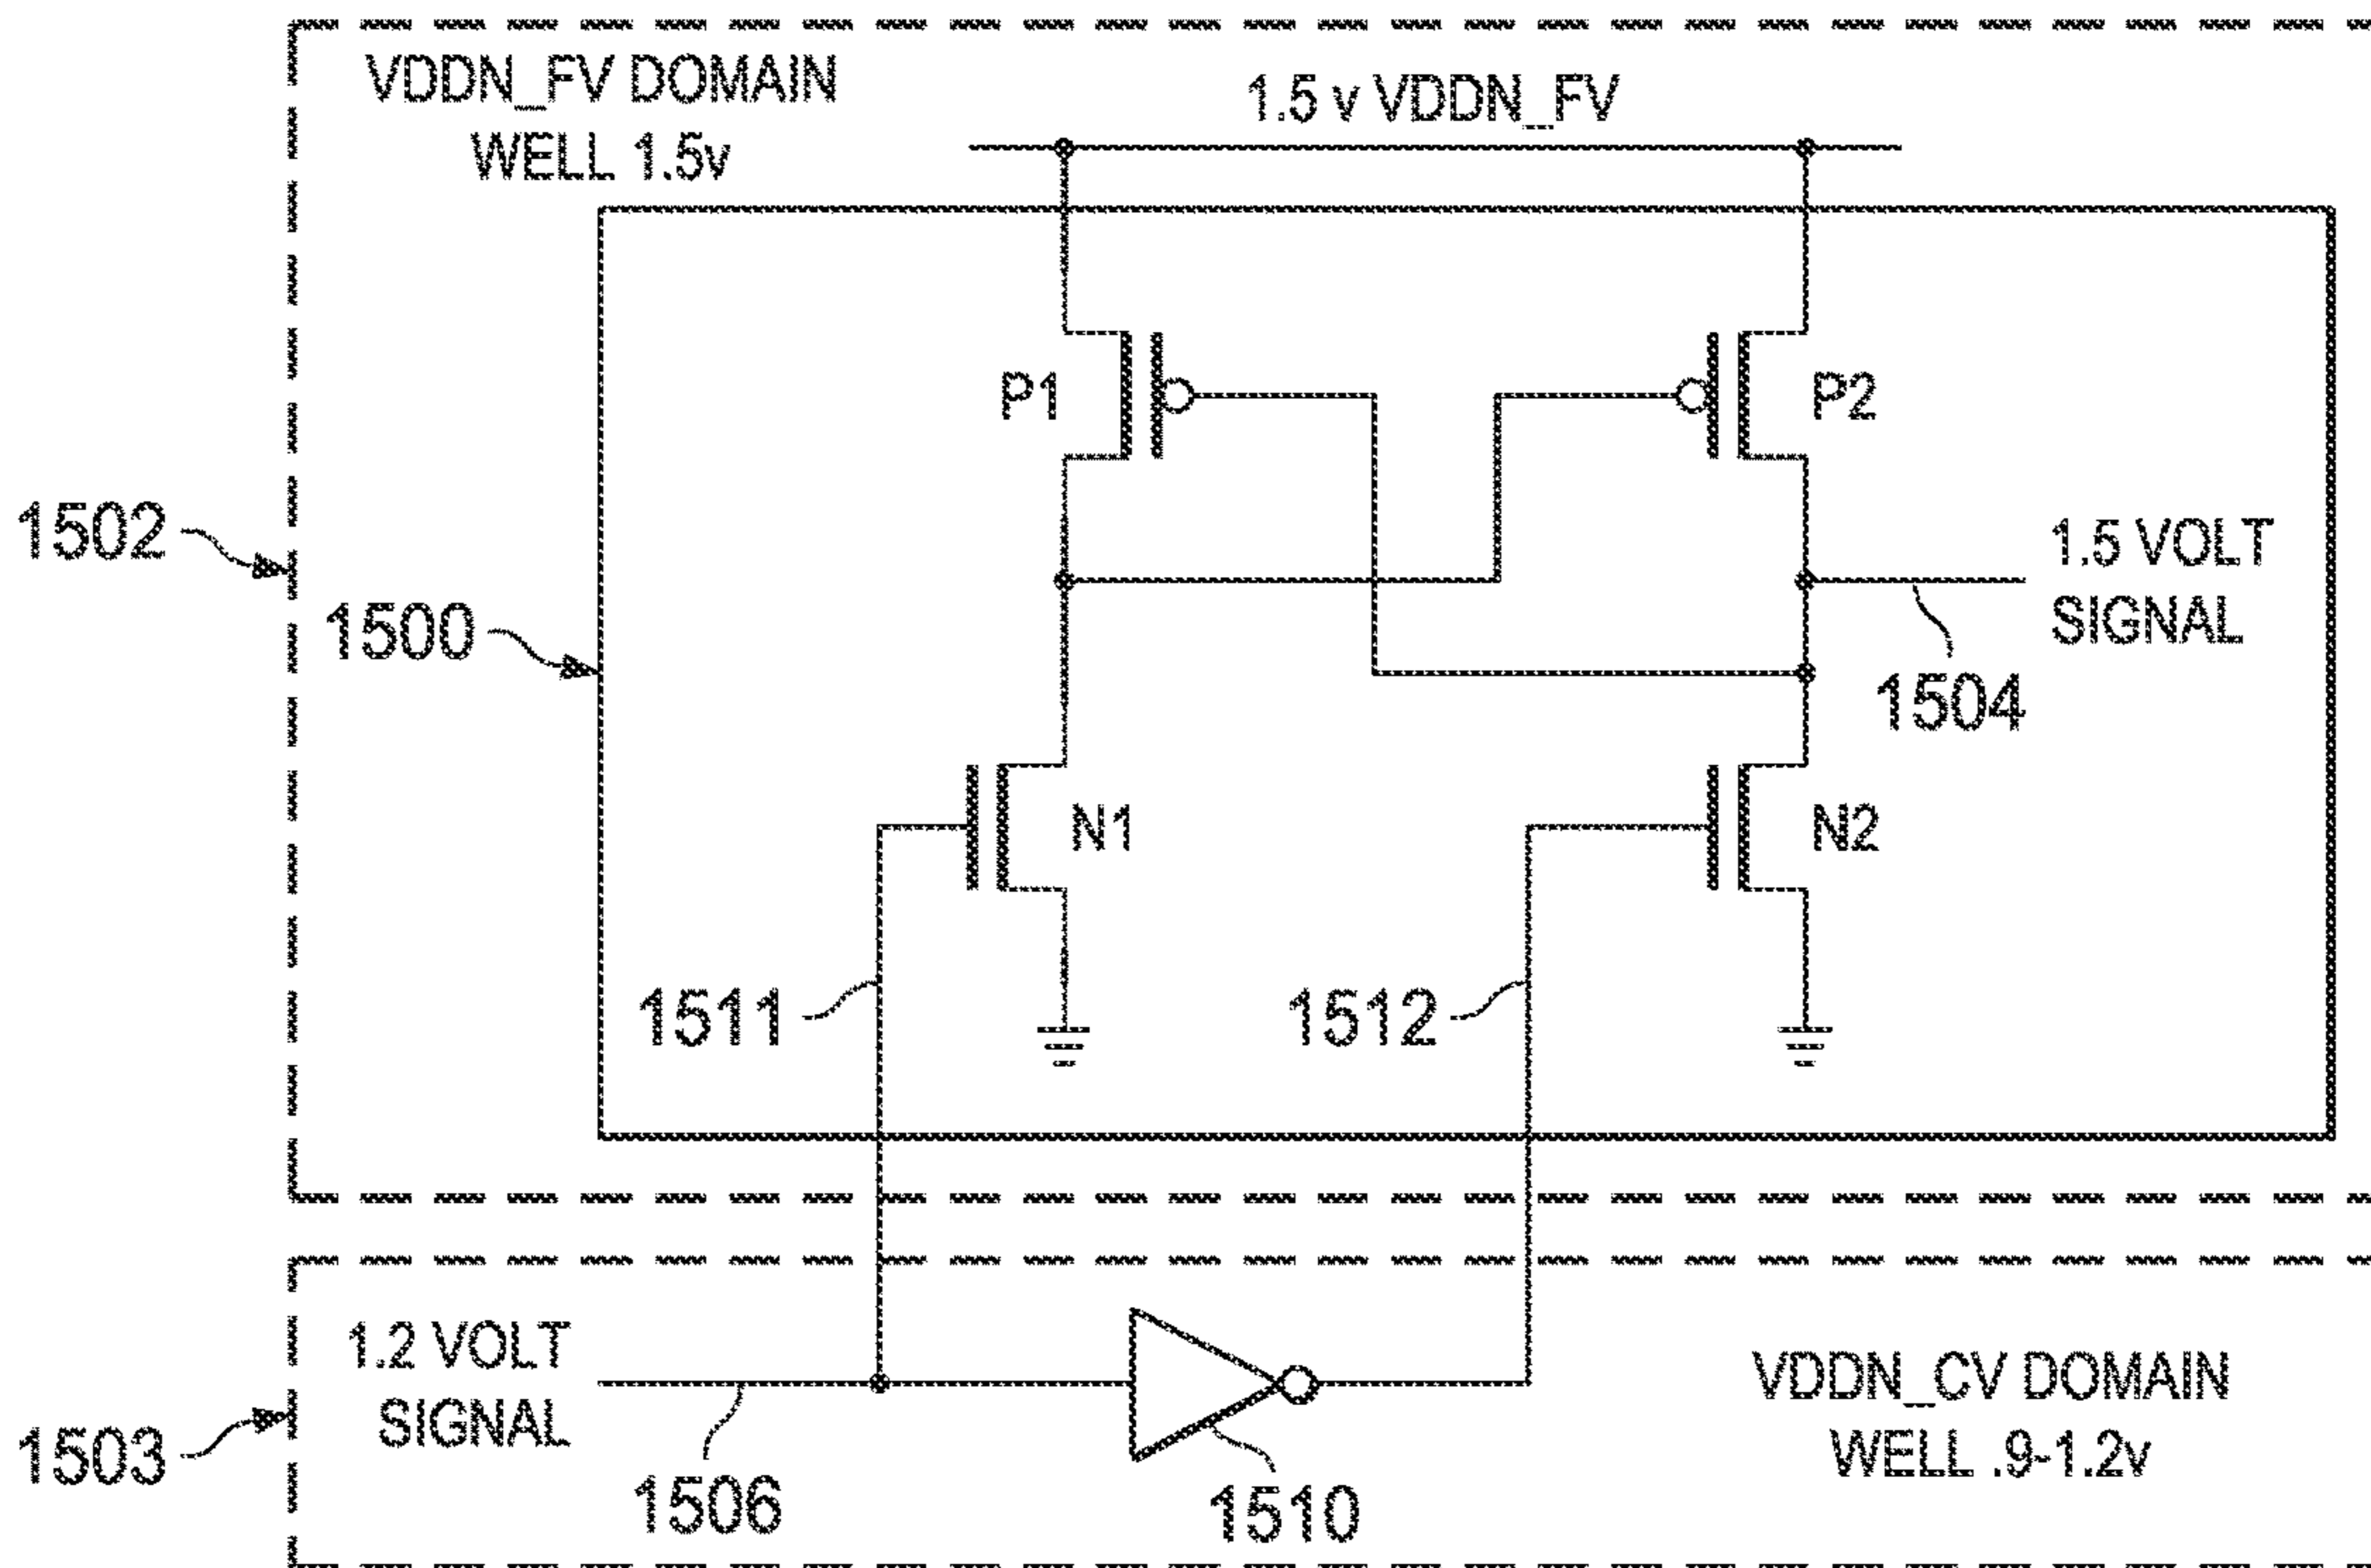 VDDN_FV DOMAIN
WELL 1.5v
1.5 v VDDN_FV
P1
P2
1502
1500
1.5 VOLT
SIGNAL
1504
N1
N2
1511
1512
1.2 VOLT
SIGNAL
1503
1506
1510
VDDN_CV DOMAIN
WELL .9-1.2v